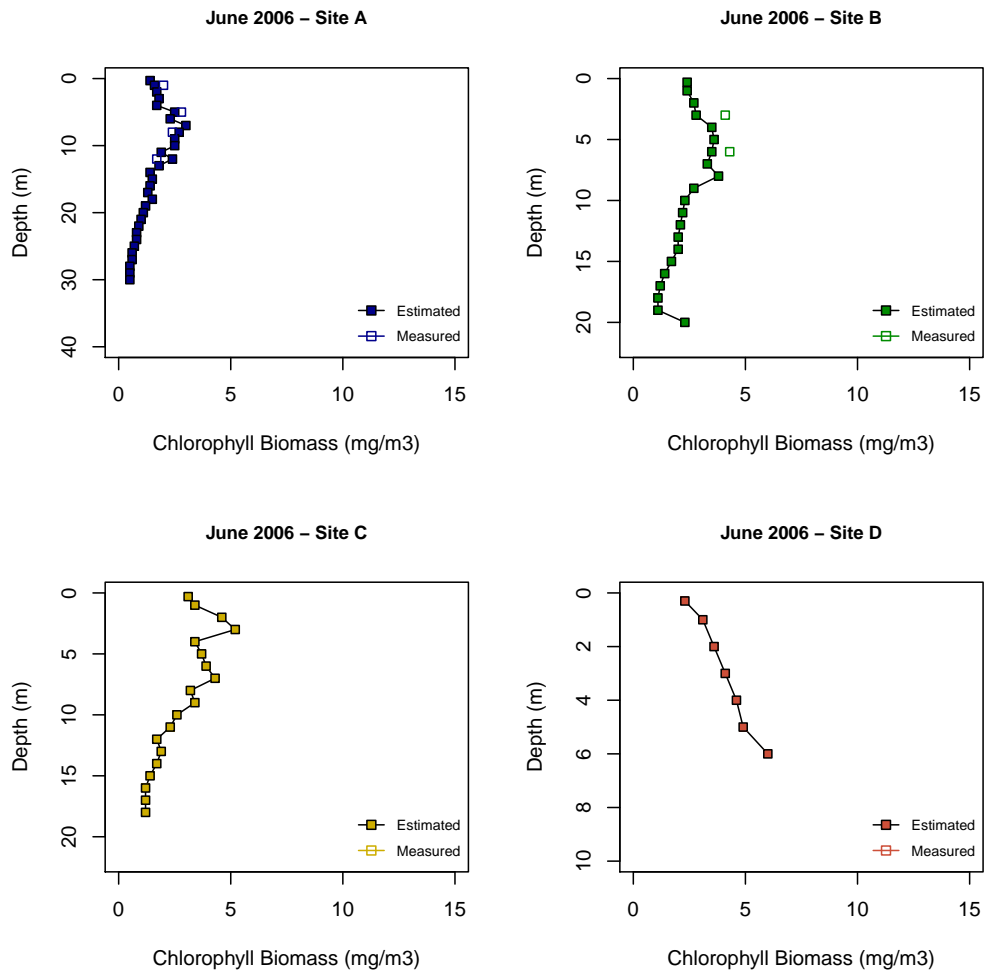 June 2006 – Site A
0
10
20
30
40
Depth (m)
Estimated
Measured
0 5 10 15
Chlorophyll Biomass (mg/m3)
June 2006 – Site B
0
5
10
15
20
Depth (m)
Estimated
Measured
0 5 10 15
Chlorophyll Biomass (mg/m3)
June 2006 – Site C
0
5
10
15
20
Depth (m)
Estimated
Measured
0 5 10 15
Chlorophyll Biomass (mg/m3)
June 2006 – Site D
0
2
4
6
8
10
Depth (m)
Estimated
Measured
0 5 10 15
Chlorophyll Biomass (mg/m3)